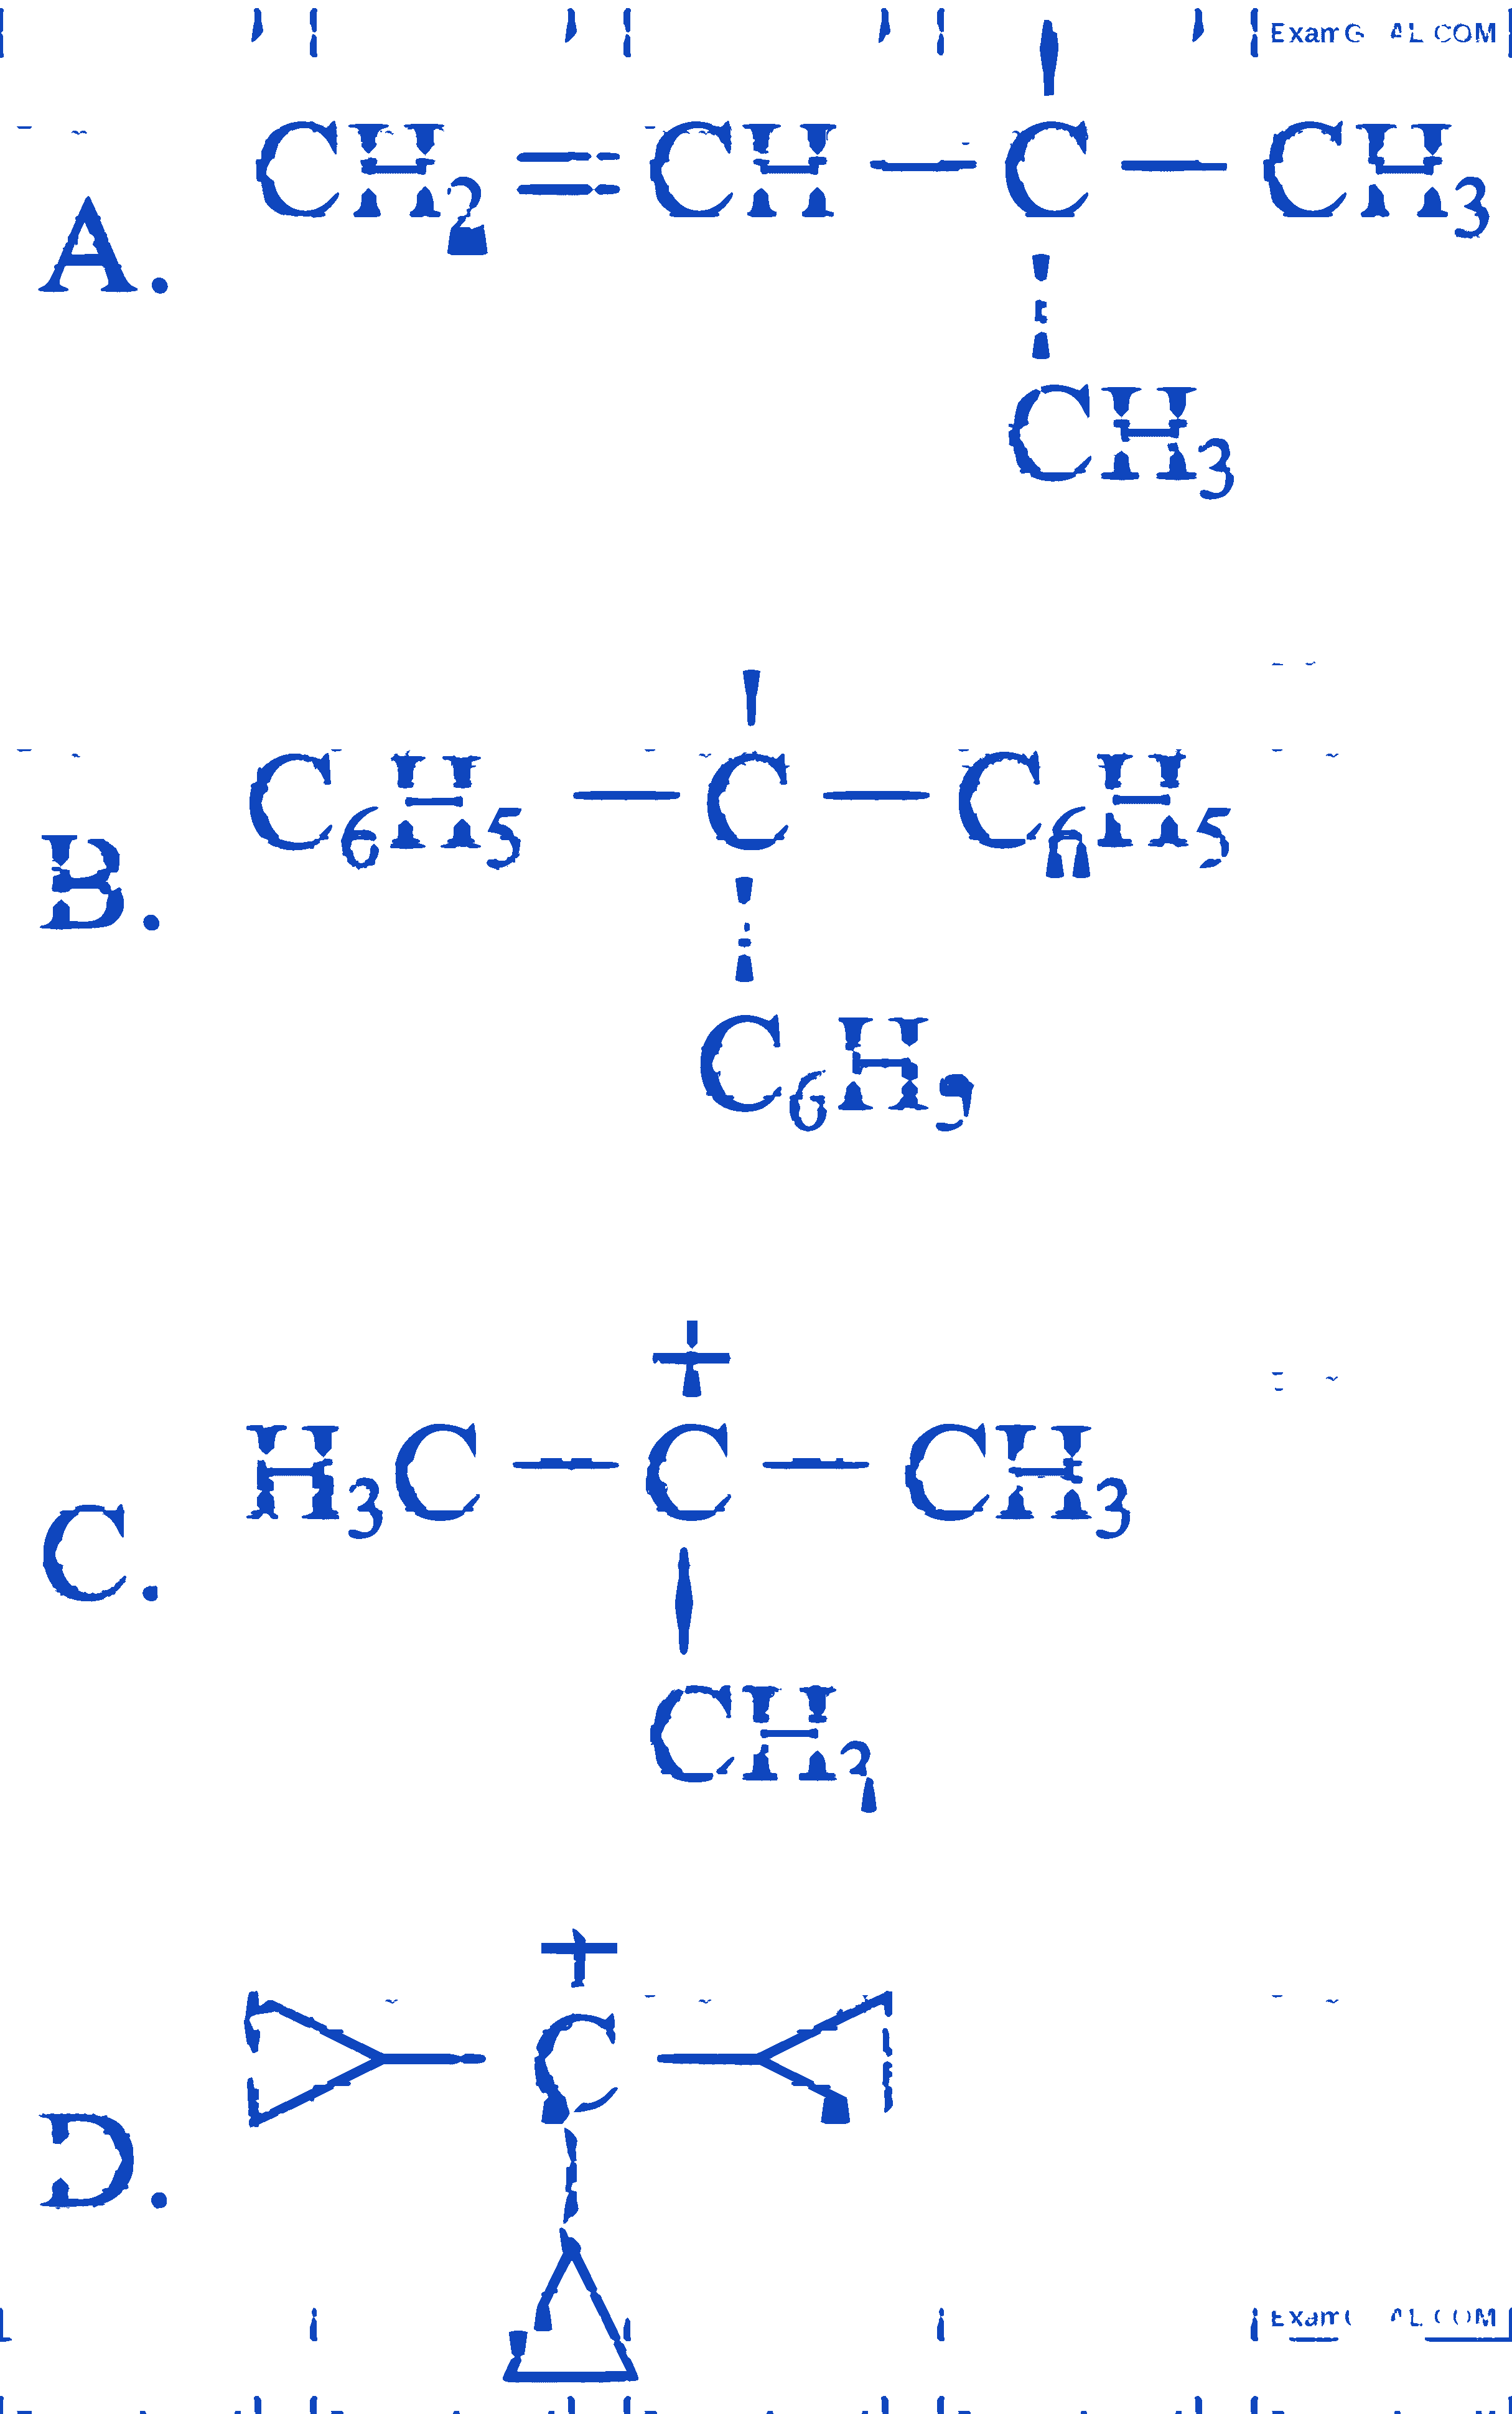 CH2=CH—C—CH3
A.
CH3
C6H5—C—C6H5
B.
C6H5
+
H3C—C—CH3
C.
CH3
+
C
D.